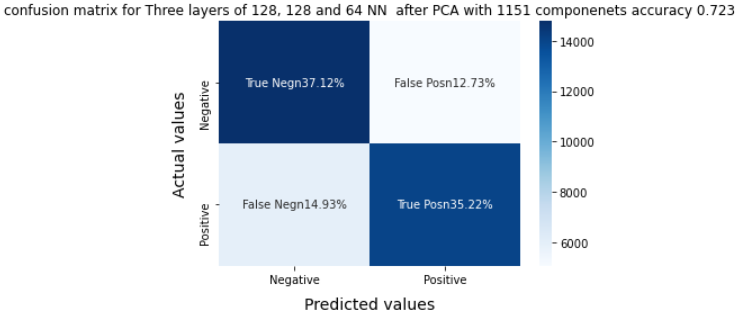 confusion matrix for Three layers of 128, 128 and 64 NN after PCA with 1151 componenets accuracy 0.723
True Negn37.12%
False Posn12.73%
False Negn14.93%
True Posn35.22%
Actual values
Negative
Positive
Negative
Positive
Predicted values
14000
12000
10000
8000
6000